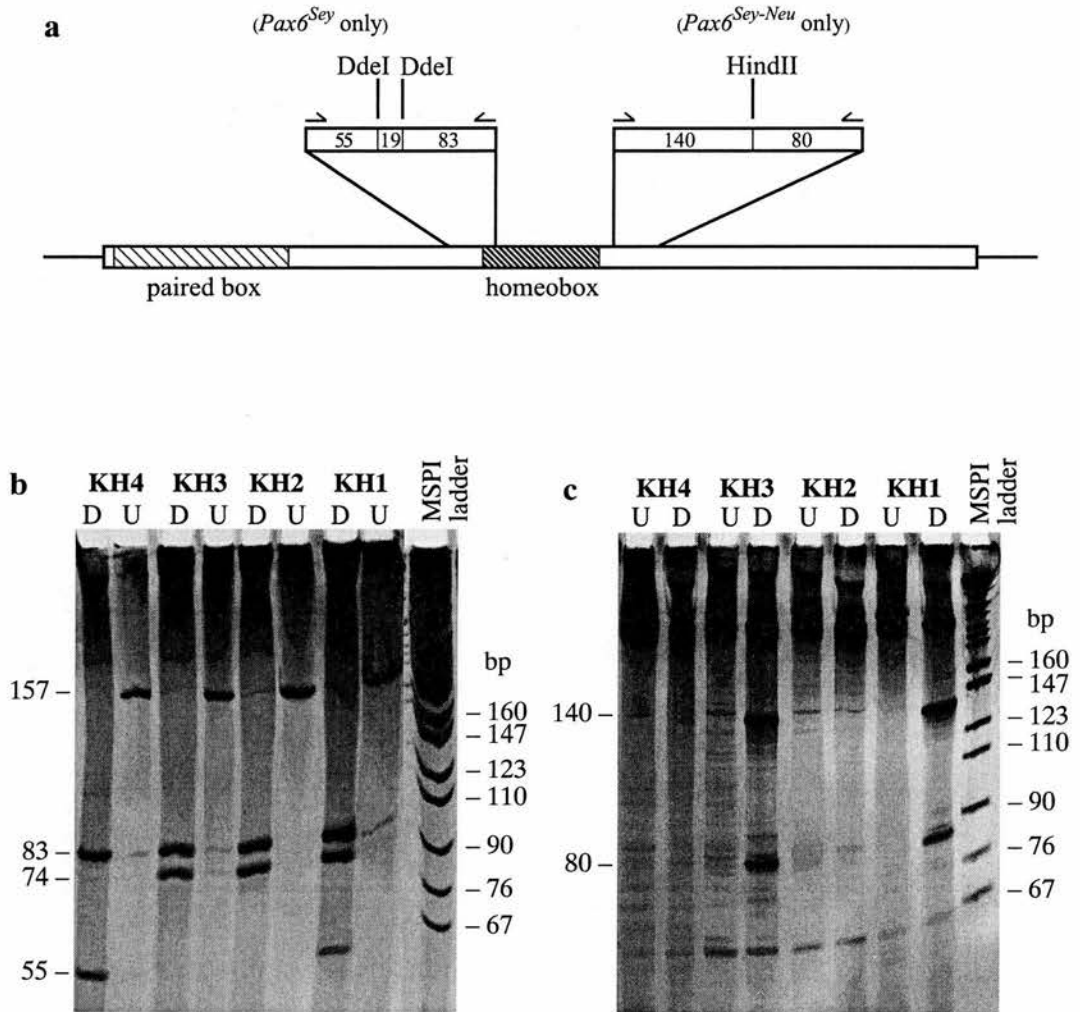 a
(Pax6Sey only)
(Pax6Sey-Neu only)
DdeI DdeI
HindII
55 19 83
140 80
paired box
homeobox
b
KH4 KH3 KH2 KH1
D U D U D U D U
MSPI
ladder
bp
157
160
147
123
110
83
90
74
76
67
55
c
KH4 KH3 KH2 KH1
U D U D U D U D
MSPI
ladder
bp
160
147
140
123
110
90
80
76
67